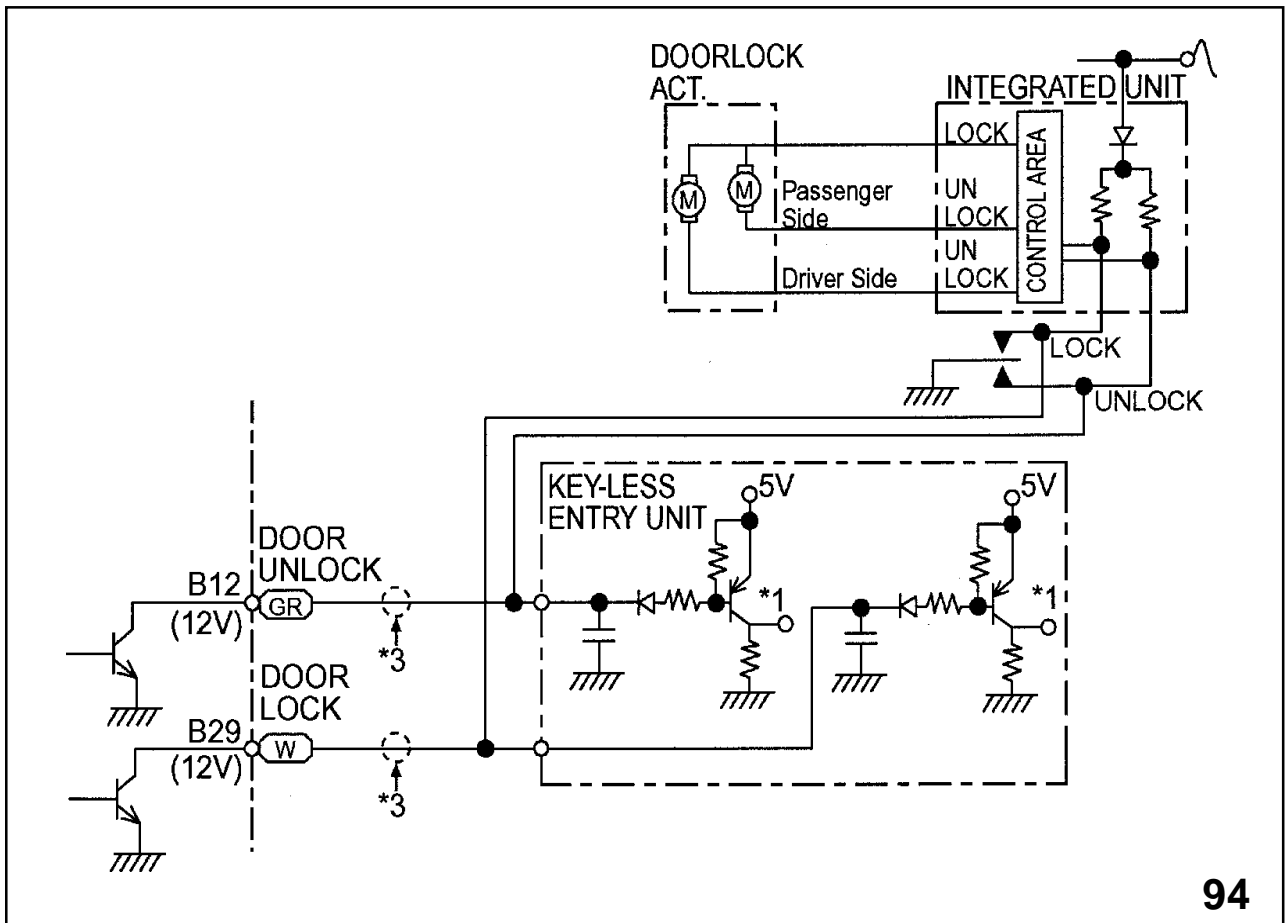 DOORLOCK
ACT.
INTEGRATED UNIT
LOCK
UN
LOCK
UN
LOCK
CONTROL AREA
M
M
Passenger
Side
Driver Side
LOCK
UNLOCK
KEY-LESS
ENTRY UNIT
5V
5V
*1
*1
DOOR
UNLOCK
B12
(12V)
GR
*3
DOOR
LOCK
B29
(12V)
W
*3
94